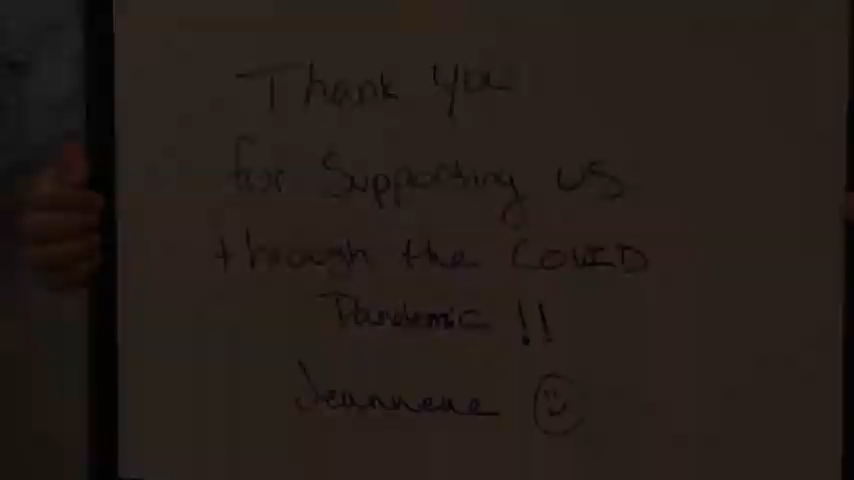 Thank you
for Supporting us
through the COVID
Pandemic !!
Jeannene